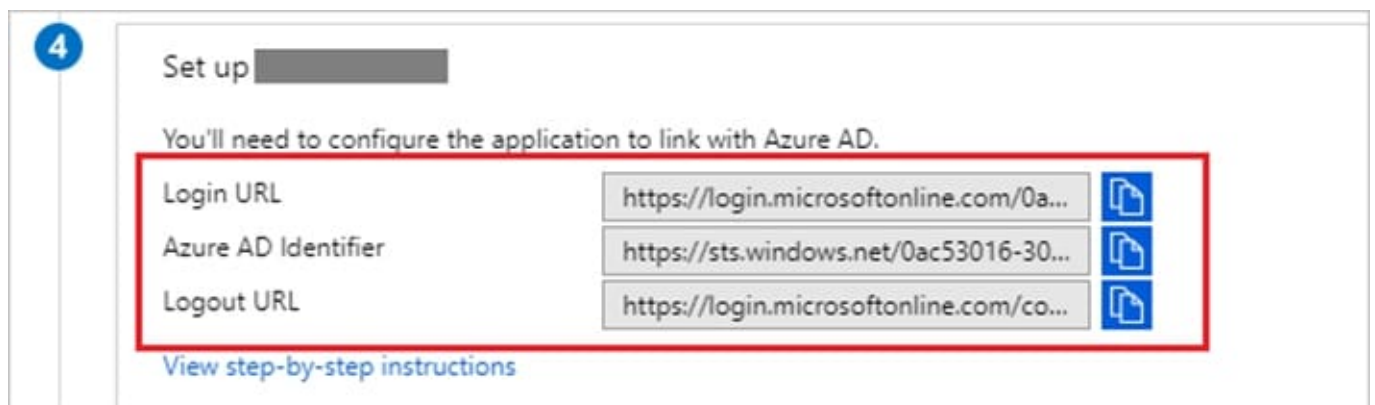 4
Set up
You'll need to configure the application to link with Azure AD.
Login URL https://login.microsoftonline.com/0a...
Azure AD Identifier https://sts.windows.net/0ac53016-30...
Logout URL https://login.microsoftonline.com/co...
View step-by-step instructions